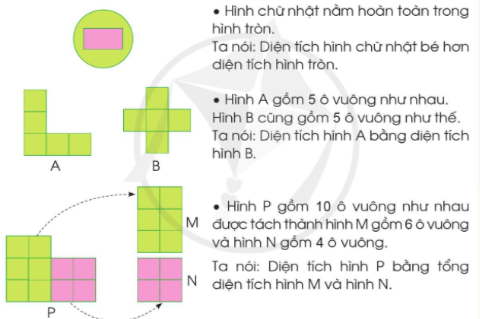 • Hình chữ nhật nằm hoàn toàn trong
hình tròn.
Ta nói: Diện tích hình chữ nhật bé hơn
diện tích hình tròn.
• Hình A gồm 5 ô vuông như nhau.
Hình B cũng gồm 5 ô vuông như thế.
Ta nói: Diện tích hình A bằng diện tích
hình B.
A
B
• Hình P gồm 10 ô vuông như nhau
được tách thành hình M gồm 6 ô vuông
và hình N gồm 4 ô vuông.
Ta nói: Diện tích hình P bằng tổng
diện tích hình M và hình N.
M
N
P